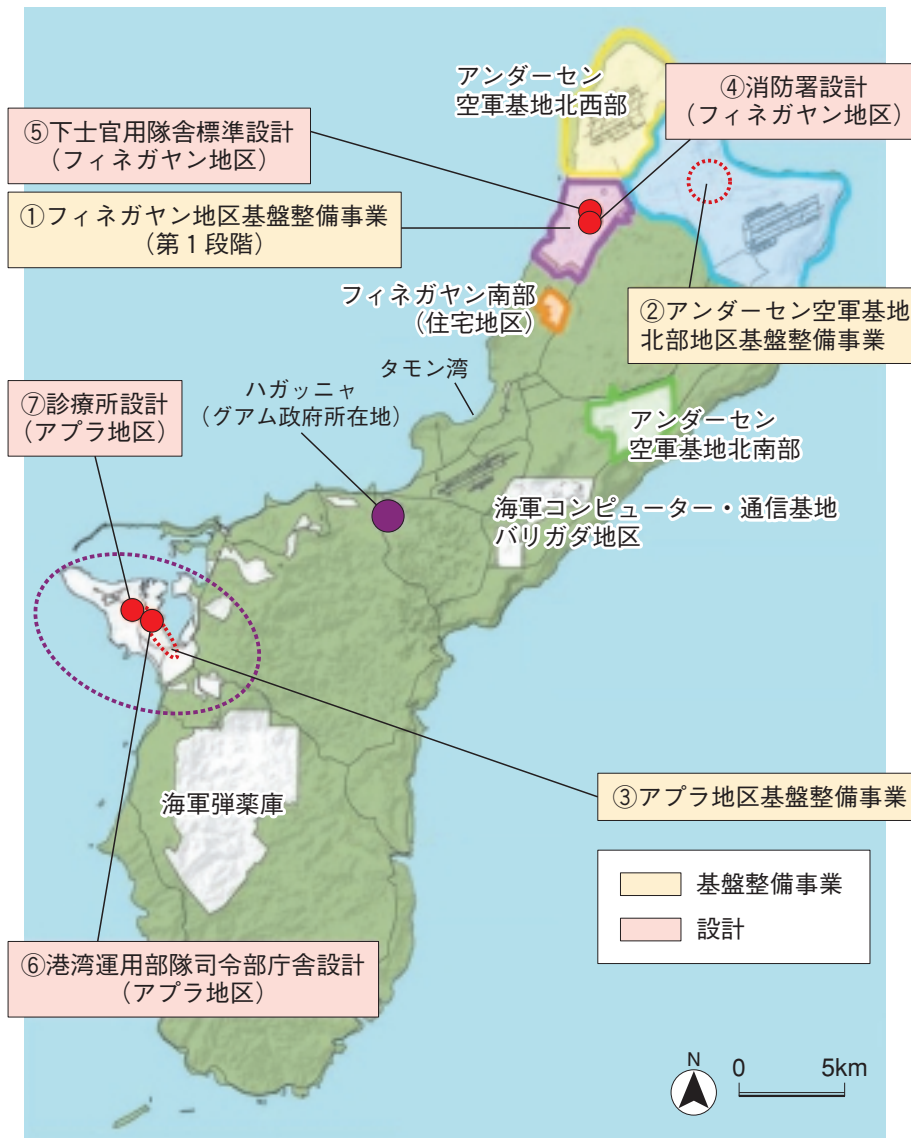 アンダーセン
空軍基地北西部
④消防署設計
（フィネガヤン地区）
⑤下士官用隊舎標準設計
（フィネガヤン地区）
①フィネガヤン地区基盤整備事業
（第１段階）
フィネガヤン南部
（住宅地区）
②アンダーセン空軍基地
北部地区基盤整備事業
タモン湾
ハガッニャ
（グアム政府所在地）
⑦診療所設計
（アプラ地区）
アンダーセン
空軍基地北南部
海軍コンピューター・通信基地
バリガダ地区
海軍弾薬庫
③アプラ地区基盤整備事業
基盤整備事業
設計
⑥港湾運用部隊司令部庁舎設計
（アプラ地区）
N
0 5km